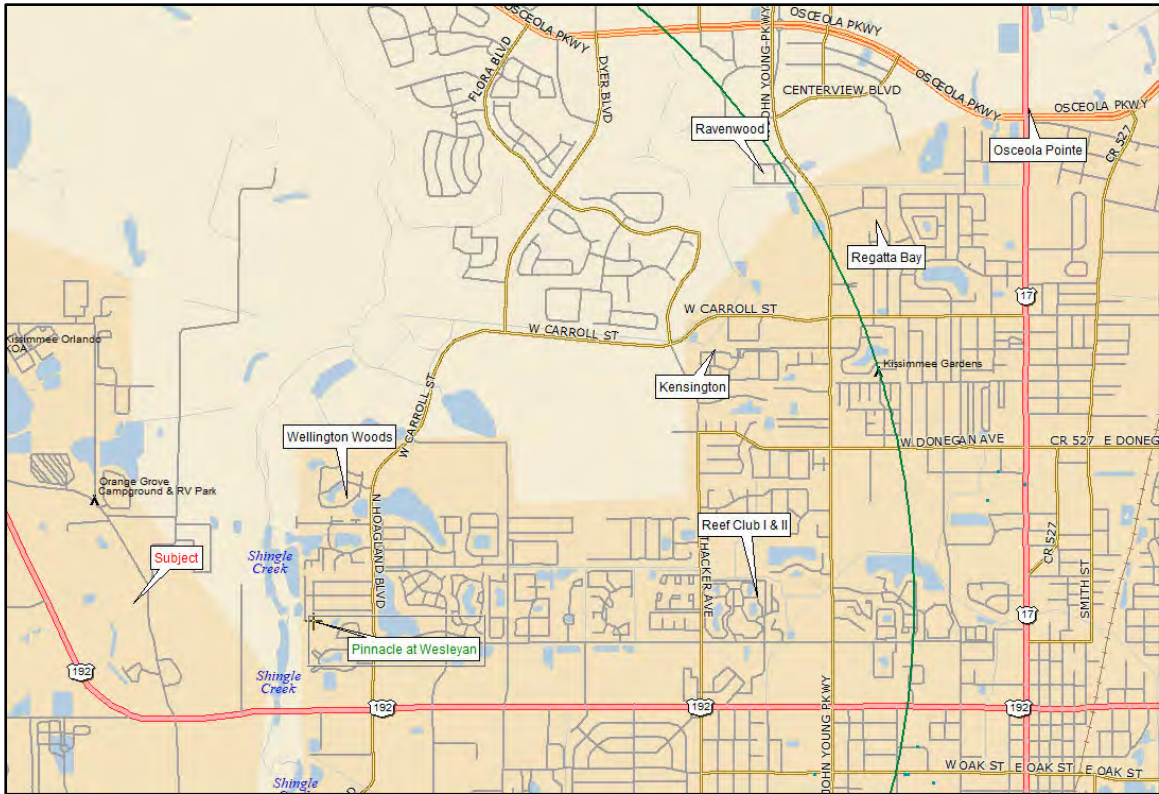 OSCEOLA PKWY
OSCEOLA PKWY
FLORA BLVD
DYER BLVD
JOHN YOUNG PKWY
CENTERVIEW BLVD
OSCEOLA PKWY
OSCEOLA PKWY
CR 527
Ravenwood
Osceola Pointe
Regatta Bay
17
W CARROLL ST
W CARROLL ST
Kissimmee Orlando
KOA
Kissimmee Gardens
Kensington
W CARROLL ST
Wellington Woods
W DONEGAN AVE
CR 527
E DONEG
Orange Grove
Campground & RV Park
N HOAGLAND BLVD
Reef Club I & II
THACKER AVE
CR 527
SMITH ST
Subject
Shingle
Creek
17
Pinnacle at Wesleyan
192
Shingle
Creek
192
192
192
JOHN YOUNG PKWY
W OAK ST
E OAK ST
E OAK ST
Shingle
Creek